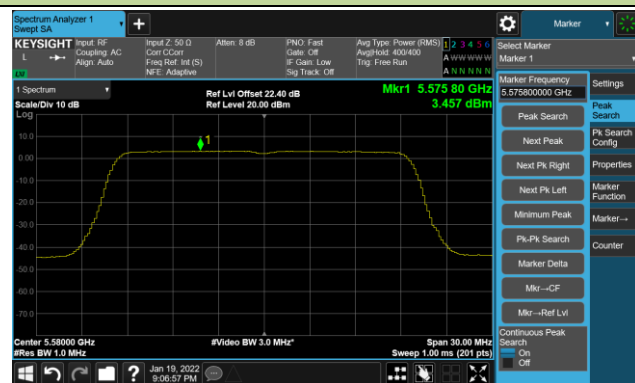 Spectrum Analyzer 1
Swept SA
Marker
KEYSIGHT
L
Input: RF
Coupling: AC
Align: Auto
Input Z: 50 Ω
Corr CCorr
Freq Ref: Int (S)
NFE: Adaptive
Atten: 8 dB
PNO: Fast
Gate: Off
IF Gain: Low
Sig Track: Off
Avg Type: Power (RMS)
Avg|Hold: 400/400
Trig: Free Run
1 2 3 4 5 6
A W W W W W
A N N N N N
Select Marker
Marker 1
1 Spectrum
Scale/Div 10 dB
Log
Ref Lvl Offset 22.40 dB
Ref Level 20.00 dBm
Mkr1 5.575 80 GHz
3.457 dBm
1
10.0
0.00
-10.0
-20.0
-30.0
-40.0
-50.0
-60.0
-70.0
Center 5.58000 GHz
#Res BW 1.0 MHz
#Video BW 3.0 MHz*
Span 30.00 MHz
Sweep 1.00 ms (201 pts)
Marker Frequency
5.575800000 GHz
Peak Search
Next Peak
Next Pk Right
Next Pk Left
Minimum Peak
Pk-Pk Search
Marker Delta
Mkr→CF
Mkr→Ref Lvl
Continuous Peak
Search
On
Off
Settings
Peak
Search
Pk Search
Config
Properties
Marker
Function
Marker→
Counter
Jan 19, 2022
9:06:57 PM